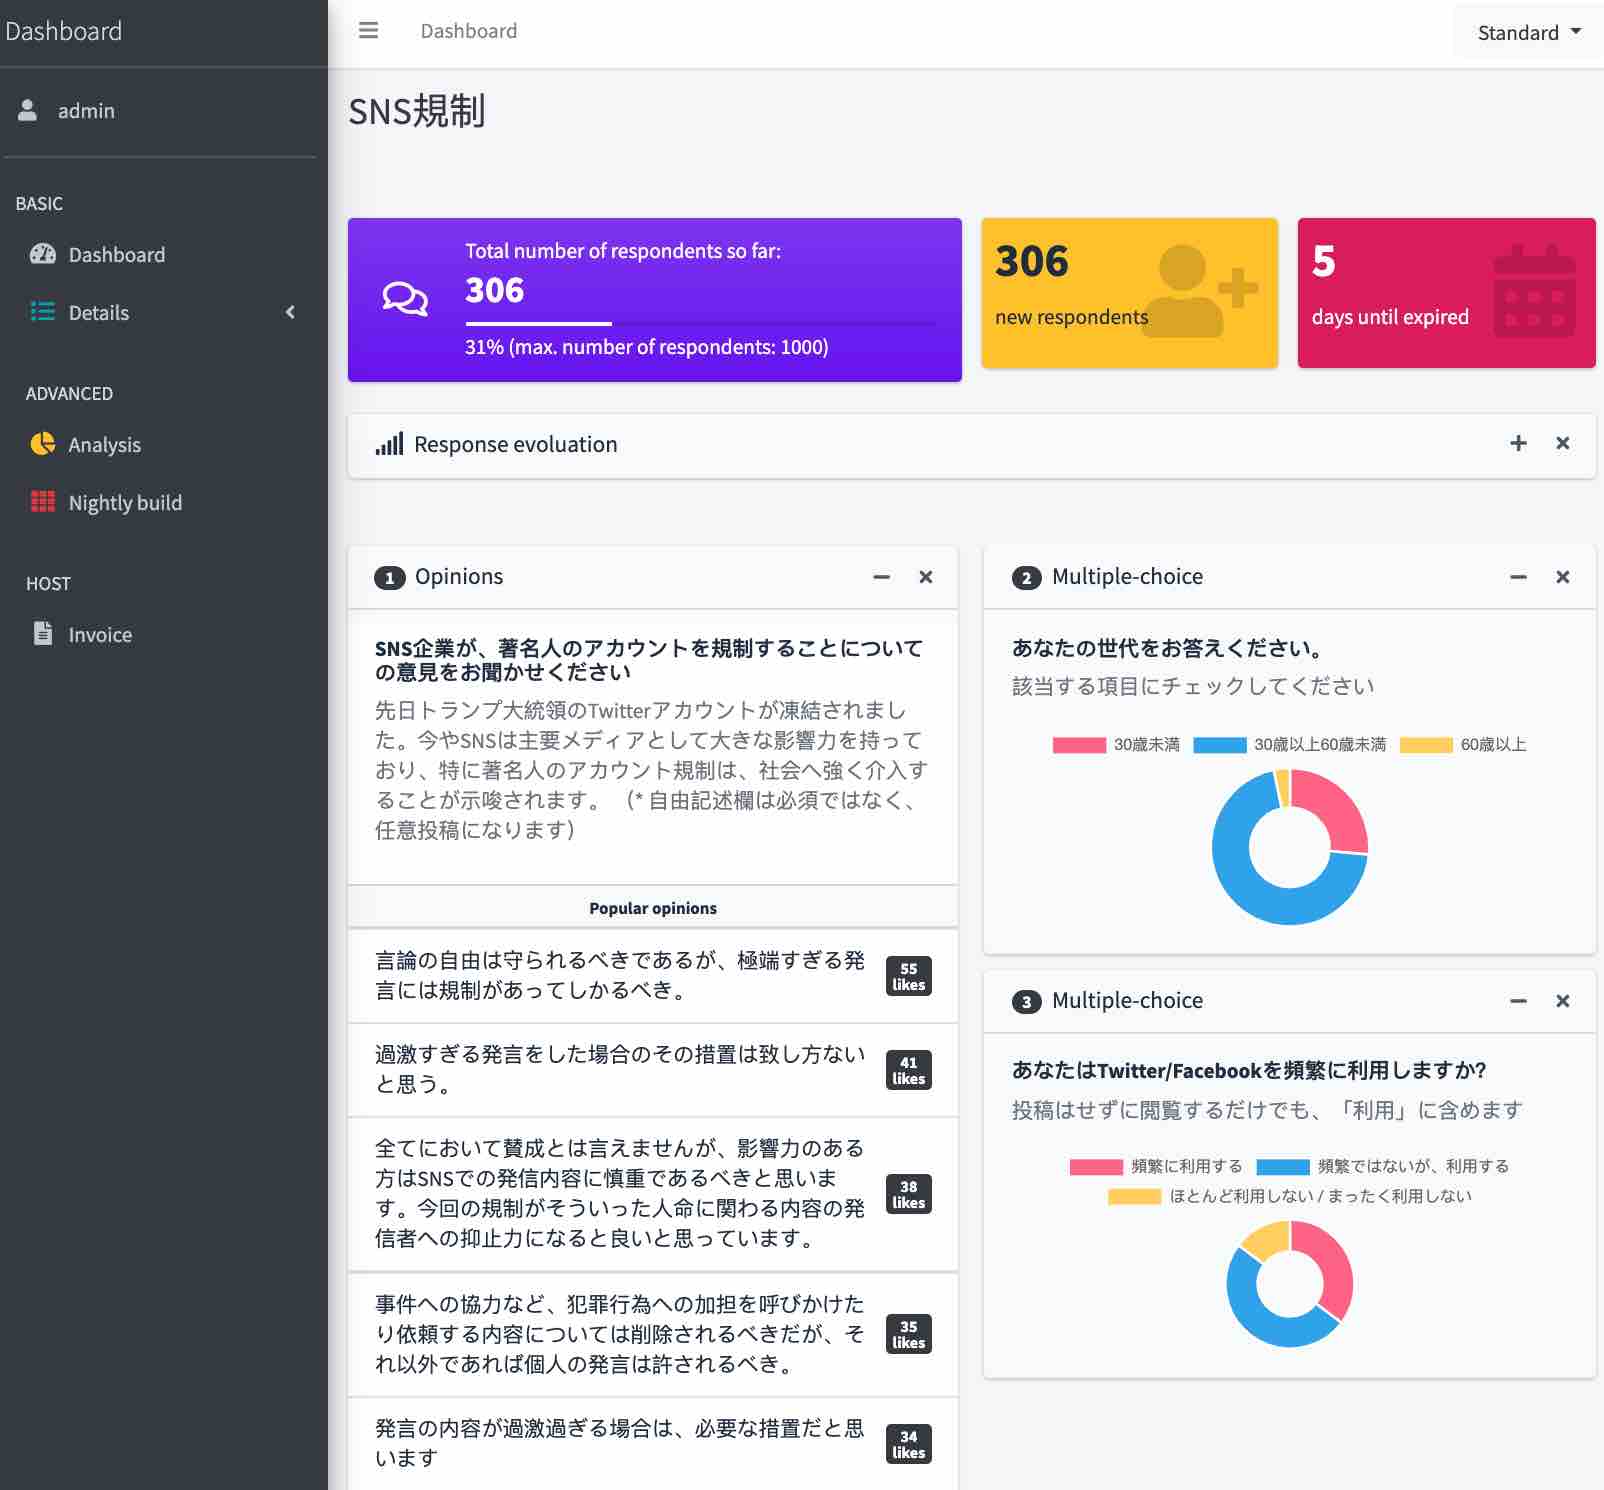 Dashboard
admin
BASIC
Dashboard
Details
ADVANCED
Analysis
Nightly build
HOST
Invoice
Dashboard
Standard
SNS規制
Total number of respondents so far:
306
31% (max. number of respondents: 1000)
306
new respondents
5
days until expired
Response evoluation
1 Opinions
SNS企業が、著名人のアカウントを規制することについて
の意見をお聞かせください
先日トランプ大統領のTwitterアカウントが凍結されまし
た。今やSNSは主要メディアとして大きな影響力を持って
おり、特に著名人のアカウント規制は、社会へ強く介入す
ることが示唆されます。 （* 自由記述欄は必須ではなく、
任意投稿になります）
Popular opinions
言論の自由は守られるべきであるが、極端すぎる発
言には規制があってしかるべき。
55
likes
過激すぎる発言をした場合のその措置は致し方ない
と思う。
41
likes
全てにおいて賛成とは言えませんが、影響力のある
方はSNSでの発信内容に慎重であるべきと思いま
す。今回の規制がそういった人命に関わる内容の発
信者への抑止力になると良いと思っています。
38
likes
事件への協力など、犯罪行為への加担を呼びかけた
り依頼する内容については削除されるべきだが、そ
れ以外であれば個人の発言は許されるべき。
35
likes
発言の内容が過激過ぎる場合は、必要な措置だと思
います
34
likes
2 Multiple-choice
あなたの世代をお答えください。
該当する項目にチェックしてください
30歳未満 30歳以上60歳未満 60歳以上
3 Multiple-choice
あなたはTwitter/Facebookを頻繁に利用しますか?
投稿はせずに閲覧するだけでも、「利用」に含めます
頻繁に利用する 頻繁ではないが、利用する
ほとんど利用しない / まったく利用しない